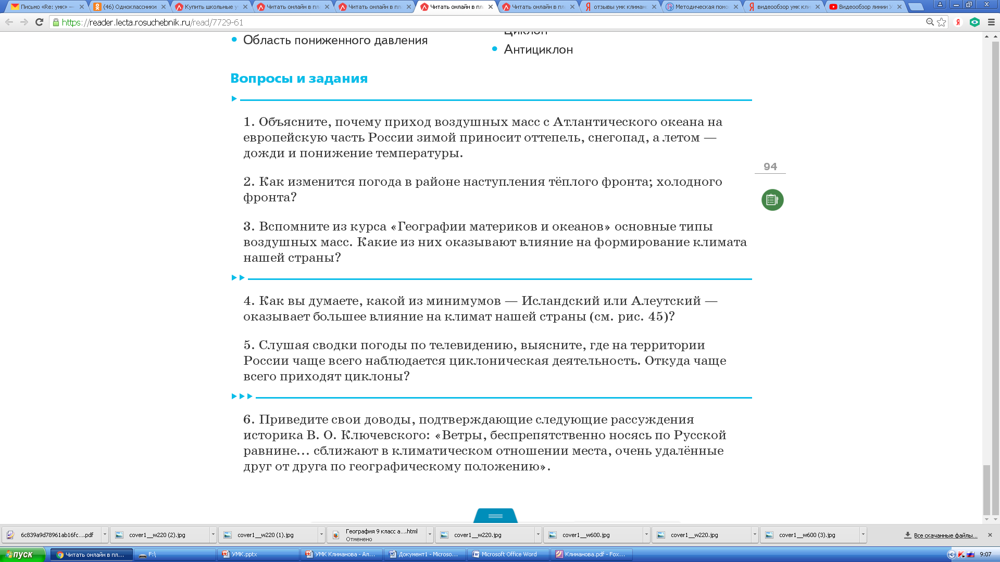 Письмо «Re: умк» —
(46) Одноклассники
Купить школьные у
Читать онлайн в пл
Читать онлайн в пл
Читать онлайн в пл
Читать онлайн в пл
отзывы умк климан
Методическая помо
видеообзор умк кли
Видеообзор линии У
https://reader.lecta.rosuchebnik.ru/read/7729-61
Область пониженного давления
Циклон
Антициклон
Вопросы и задания
1. Объясните, почему приход воздушных масс с Атлантического океана на
европейскую часть России зимой приносит оттепель, снегопад, а летом —
дожди и понижение температуры.
94
2. Как изменится погода в районе наступления тёплого фронта; холодного
фронта?
3. Вспомните из курса «Географии материков и океанов» основные типы
воздушных масс. Какие из них оказывают влияние на формирование климата
нашей страны?
4. Как вы думаете, какой из минимумов — Исландский или Алеутский —
оказывает большее влияние на климат нашей страны (см. рис. 45)?
5. Слушая сводки погоды по телевидению, выясните, где на территории
России чаще всего наблюдается циклоническая деятельность. Откуда чаще
всего приходят циклоны?
6. Приведите свои доводы, подтверждающие следующие рассуждения
историка В. О. Ключевского: «Ветры, беспрепятственно носясь по Русской
равнине... сближают в климатическом отношении места, очень удалённые
друг от друга по географическому положению».
6c839a9d78961ab16fc....pdf
cover1__w220 (2).jpg
cover1__w220 (1).jpg
География 9 класс а....html
Отменено
cover1__w220.jpg
cover1__w600.jpg
cover1__w220.jpg
cover1__w600 (3).jpg
Все скачанные файлы...
пуск
Читать онлайн в пл...
F:\
УМК.pptx
УМК Климанова - Ал...
Документ1 - Microso...
Microsoft Office Word
Климанова.pdf - Fox...
9:07